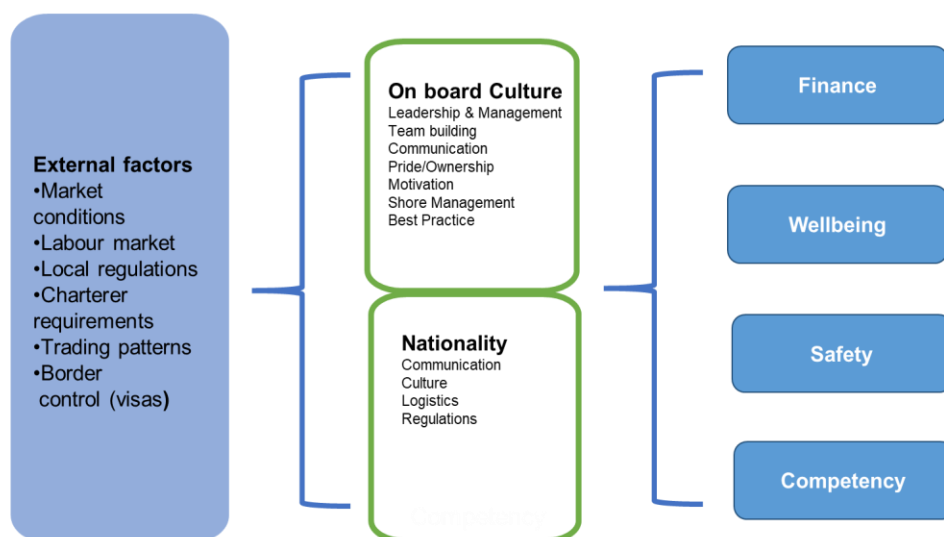 External factors
•Market
conditions
•Labour market
•Local regulations
•Charterer
requirements
•Trading patterns
•Border
control (visas)
On board Culture
Leadership & Management
Team building
Communication
Pride/Ownership
Motivation
Shore Management
Best Practice
Nationality
Communication
Culture
Logistics
Regulations
Competency
Finance
Wellbeing
Safety
Competency